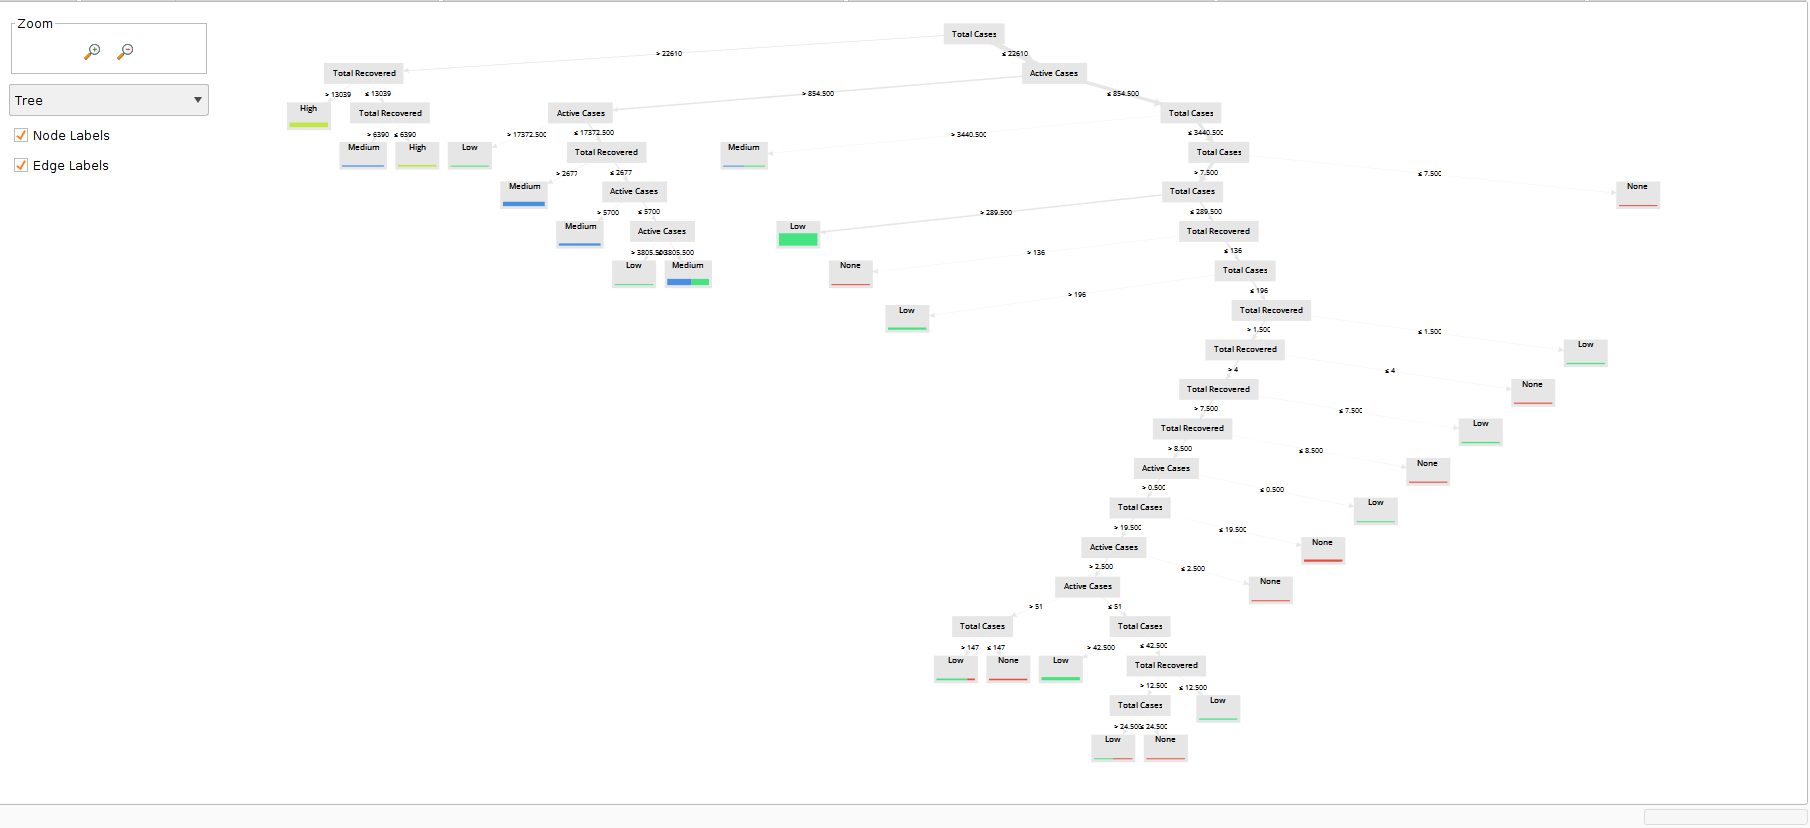 Zoom
Tree
Node Labels
Edge Labels
Total Cases
> 22610
≤ 22610
Total Recovered
Active Cases
> 13039
≤ 13039
> 854.500
≤ 854.500
High
Total Recovered
Active Cases
Total Cases
> 6390
≤ 6390
> 17372.500
≤ 17372.500
> 3440.500
≤ 3440.500
Medium
High
Low
Total Recovered
Medium
Total Cases
> 2677
≤ 2677
> 7.500
≤ 7.500
Medium
Active Cases
Total Cases
None
> 5700
≤ 5700
> 289.500
≤ 289.500
Medium
Active Cases
Low
Total Recovered
> 3805.500
≤ 3805.500
> 136
≤ 136
Low
Medium
None
Total Cases
> 196
≤ 196
Low
Total Recovered
> 1.500
≤ 1.500
Total Recovered
Low
> 4
≤ 4
Total Recovered
None
> 7.500
≤ 7.500
Total Recovered
Low
> 8.500
≤ 8.500
Active Cases
None
> 0.500
≤ 0.500
Total Cases
Low
> 19.500
≤ 19.500
Active Cases
None
> 2.500
≤ 2.500
Active Cases
None
> 51
≤ 51
Total Cases
Total Cases
> 147
≤ 147
> 42.500
≤ 42.500
Low
None
Low
Total Recovered
> 12.500
≤ 12.500
Total Cases
Low
> 24.500
≤ 24.500
Low
None